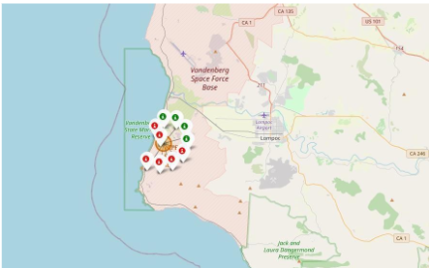 CA 135
CA 1
US 101
154
Vandenberg
Space Force
Base
Vandenberg
State Marine
Reserve
Lompoc
Airport
Lompoc
CA 246
Jack and
Laura Dangermond
Preserve
CA 1